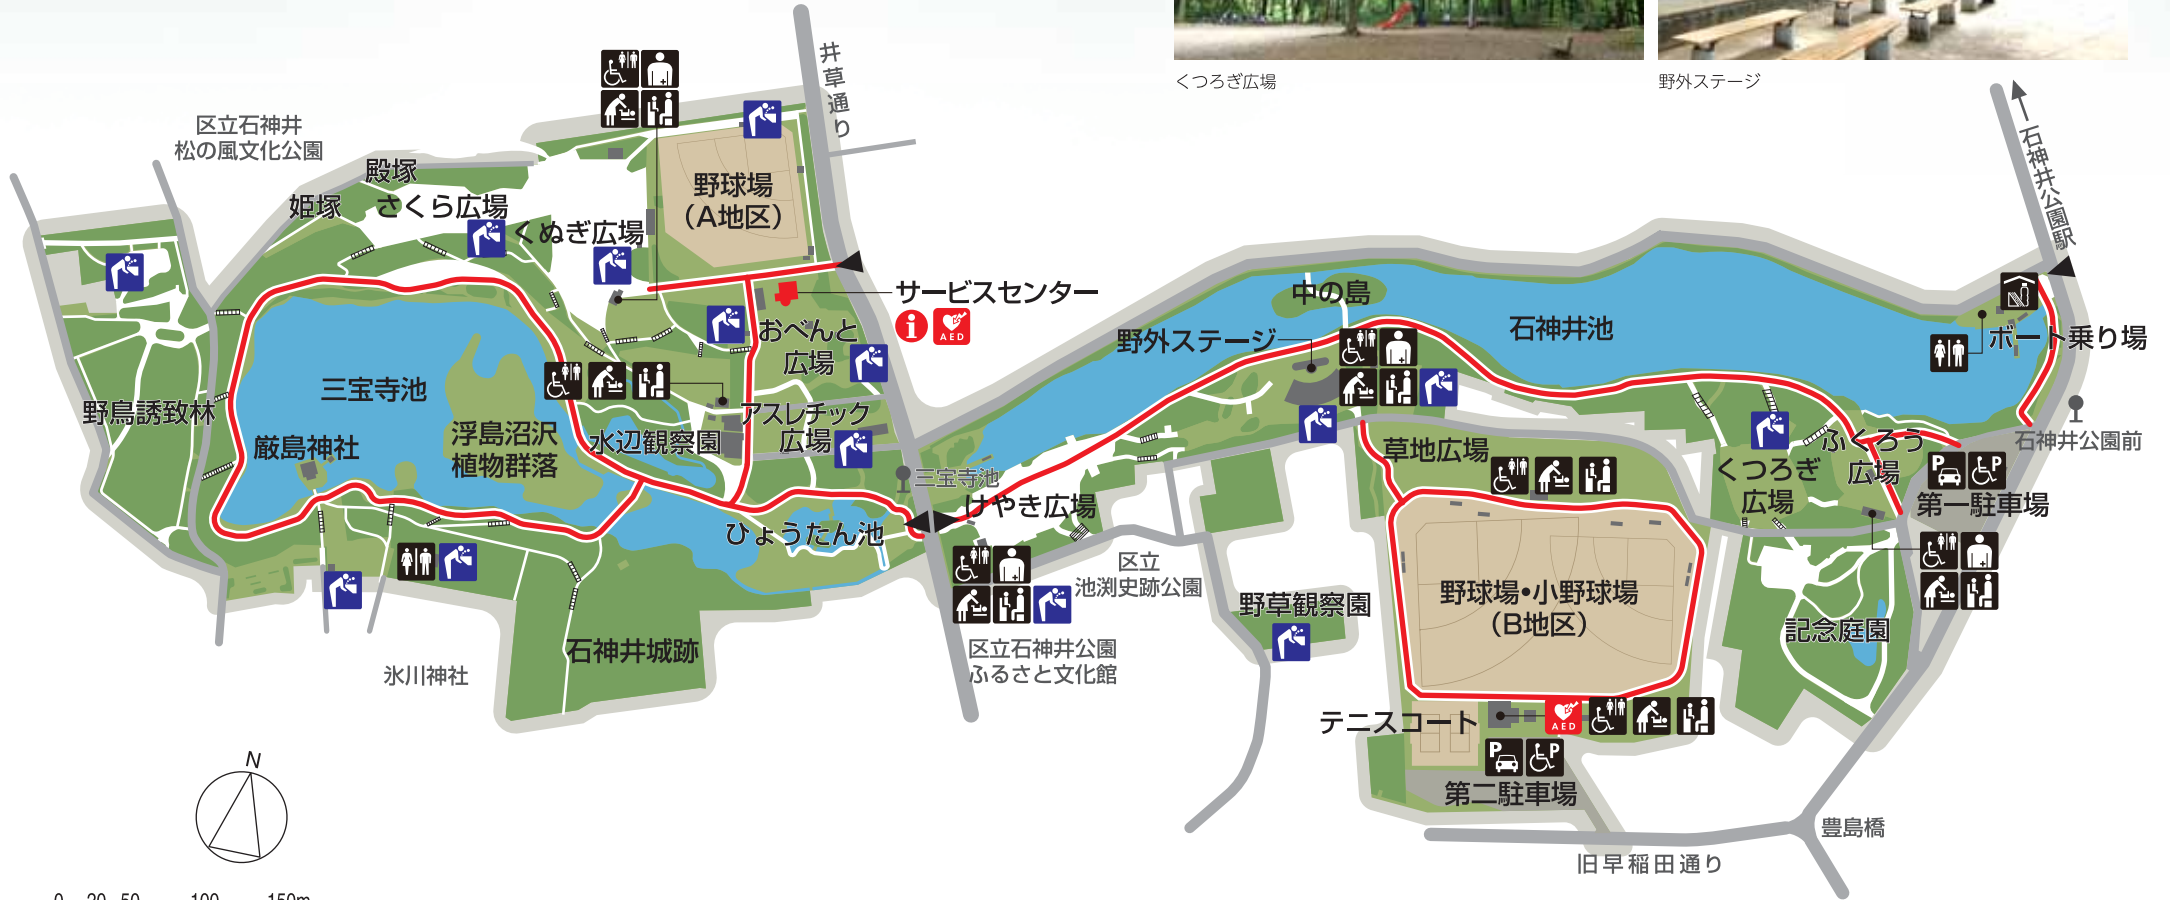 くつろぎ広場
野外ステージ
井草通り
石神井公園駅
区立石神井
松の風文化公園
殿塚
姫塚
さくら広場
くぬぎ広場
野球場
（A地区）
サービスセンター
i
AED
おべんと
広場
中の島
野外ステージ
石神井池
ボート乗り場
三宝寺池
野鳥誘致林
厳島神社
浮島沼沢
植物群落
水辺観察園
アスレチック
広場
三宝寺池
けやき広場
ひょうたん池
草地広場
くつろぎ
広場
ふくろう
広場
石神井公園前
P
P
第一駐車場
区立
池渕史跡公園
野草観察園
野球場・小野球場
（B地区）
記念庭園
石神井城跡
氷川神社
区立石神井公園
ふるさと文化館
テニスコート
AED
P
P
第二駐車場
豊島橋
旧早稲田通り
N
0 20 50 100 150m